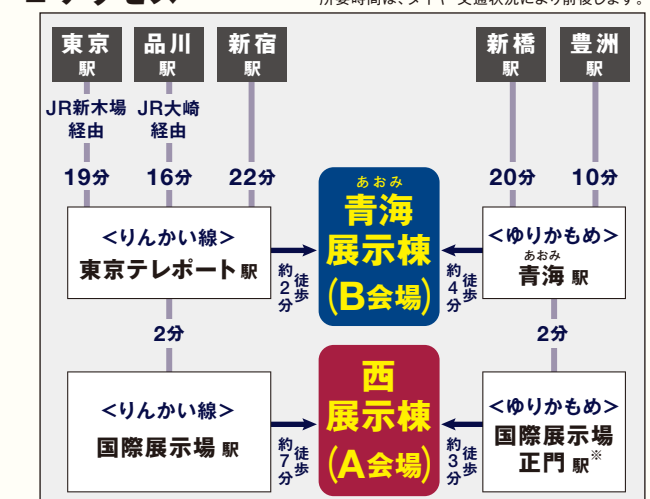 所要時間は、ダイヤ・交通状況により前後します。
東京
駅
品川
駅
新宿
駅
新橋
駅
豊洲
駅
JR新木場
経由
JR大崎
経由
19分
16分
22分
20分
10分
<りんかい線>
東京テレポート駅
約2分
徒歩
あおみ
青海
展示棟
(B会場)
約4分
徒歩
<ゆりかもめ>
あおみ
青海 駅
2分
2分
<りんかい線>
国際展示場 駅
約7分
徒歩
西
展示棟
(A会場)
約3分
徒歩
<ゆりかもめ>
国際展示場
正門 駅※